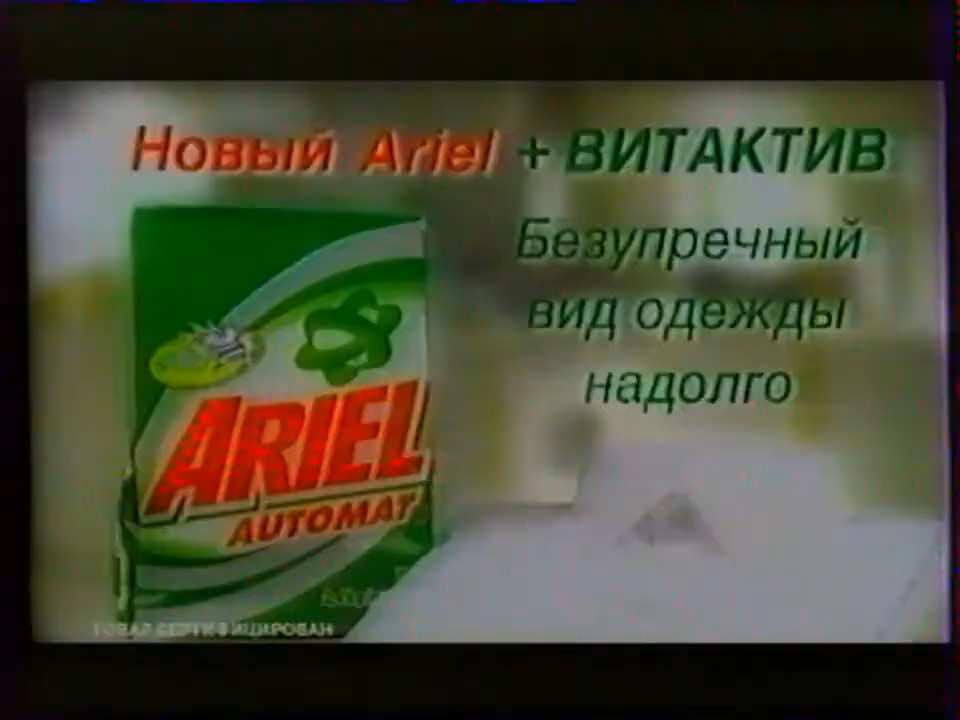 Новый Ariel + ВИТАКТИВ
Безупречный
вид одежды
надолго
ARIEL
AUTOMAT
ТОВАР СЕРТИФИЦИРОВАН